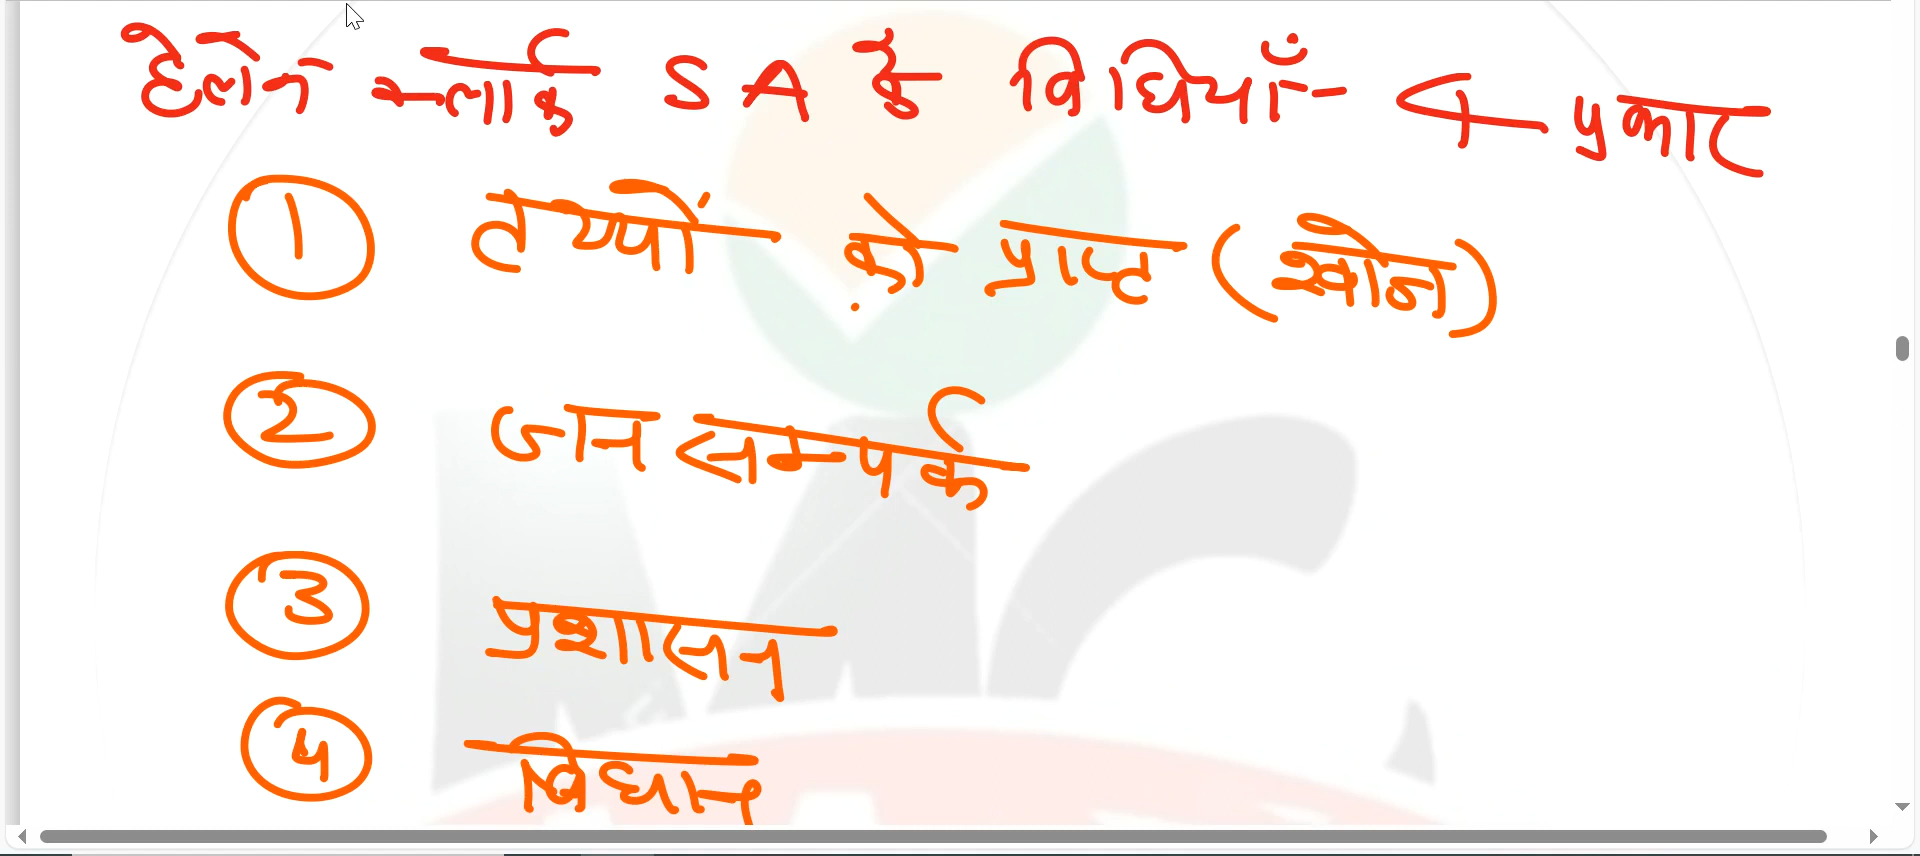 हेलेन क्लार्क SA के विधियाँ- 4 प्रकार
1 तथ्यों को प्राप्त (खोज)
2 जन सम्पर्क
3 प्रशासन
4 विधान